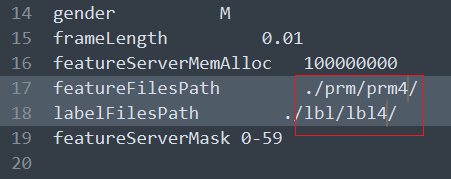 14 gender M
15 frameLength 0.01
16 featureServerMemAlloc 100000000
17 featureFilesPath ./prm/prm4/
18 labelFilesPath ./lbl/lbl4/
19 featureServerMask 0-59
20